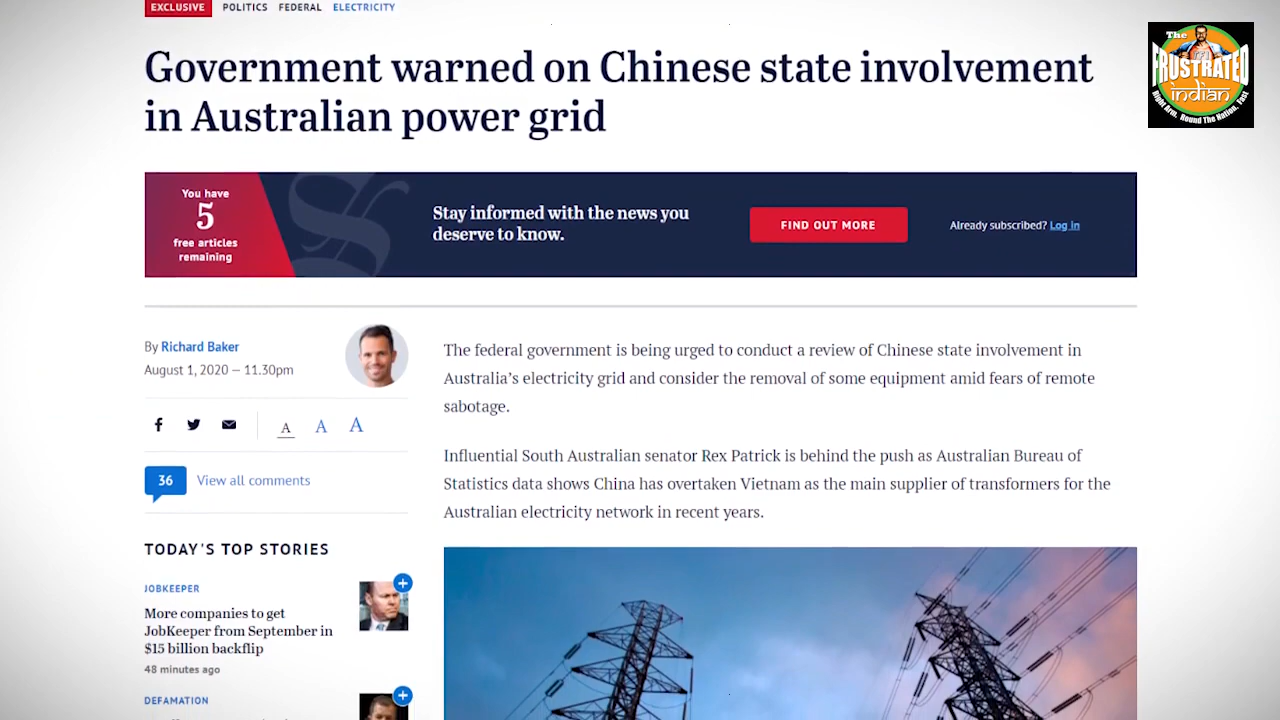 EXCLUSIVE POLITICS FEDERAL ELECTRICITY
Government warned on Chinese state involvement
in Australian power grid
The
FRUSTRATED
indian
Right Arm, Round The Nation, Fast
You have
5
free articles
remaining
Stay informed with the news you
deserve to know.
FIND OUT MORE
Already subscribed? Log in
By Richard Baker
August 1, 2020 — 11.30pm
A A A
36 View all comments
TODAY'S TOP STORIES
JOBKEEPER
More companies to get
JobKeeper from September in
$15 billion backflip
48 minutes ago
DEFAMATION
The federal government is being urged to conduct a review of Chinese state involvement in
Australia’s electricity grid and consider the removal of some equipment amid fears of remote
sabotage.
Influential South Australian senator Rex Patrick is behind the push as Australian Bureau of
Statistics data shows China has overtaken Vietnam as the main supplier of transformers for the
Australian electricity network in recent years.